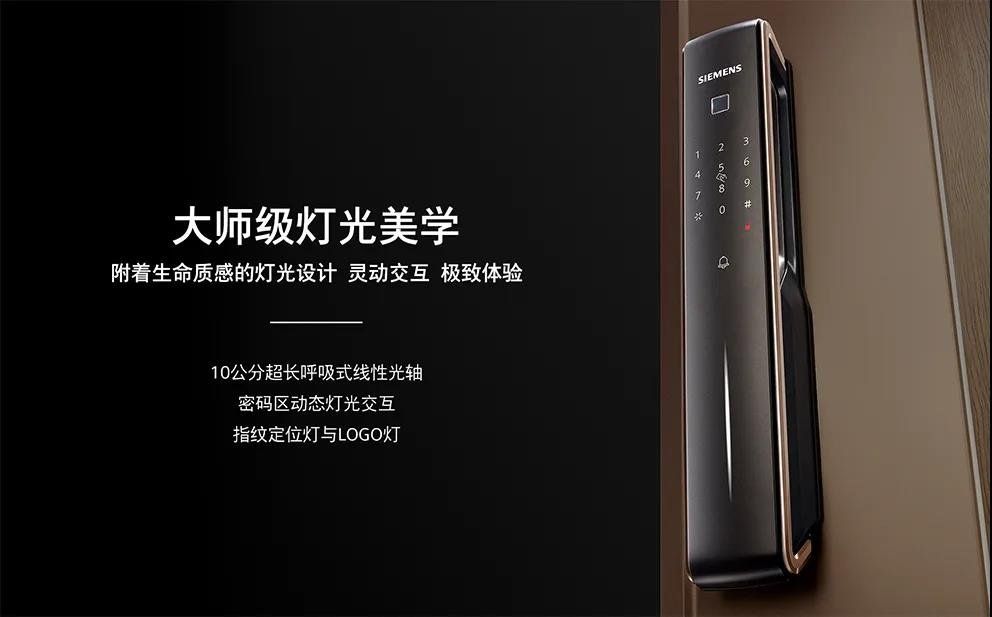 大师级灯光美学
附着生命质感的灯光设计 灵动交互 极致体验
10公分超长呼吸式线性光轴
密码区动态灯光交互
指纹定位灯与LOGO灯
SIEMENS
1 2 3
4 5 6
7 8 9
* 0 #